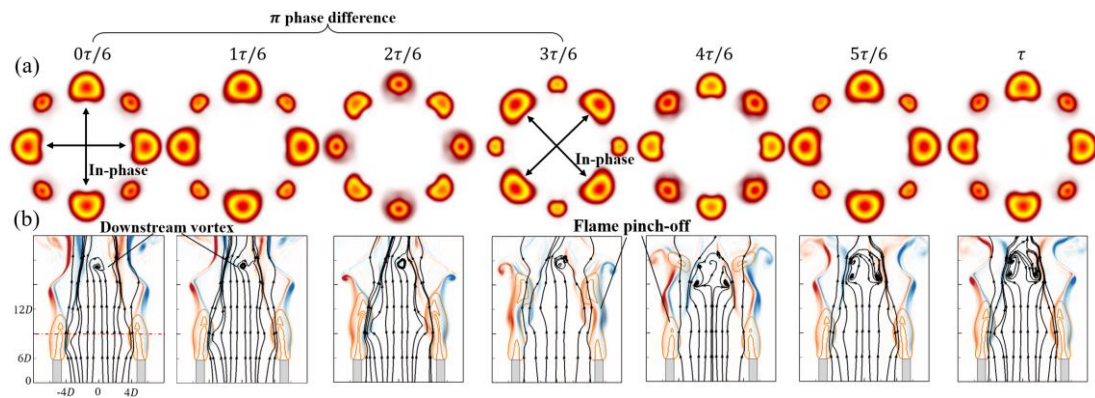 π phase difference
0τ/6 1τ/6 2τ/6 3τ/6 4τ/6 5τ/6 τ
(a)
In-phase
In-phase
(b)
Downstream vortex
Flame pinch-off
12D
6D
0
-4D 0 4D